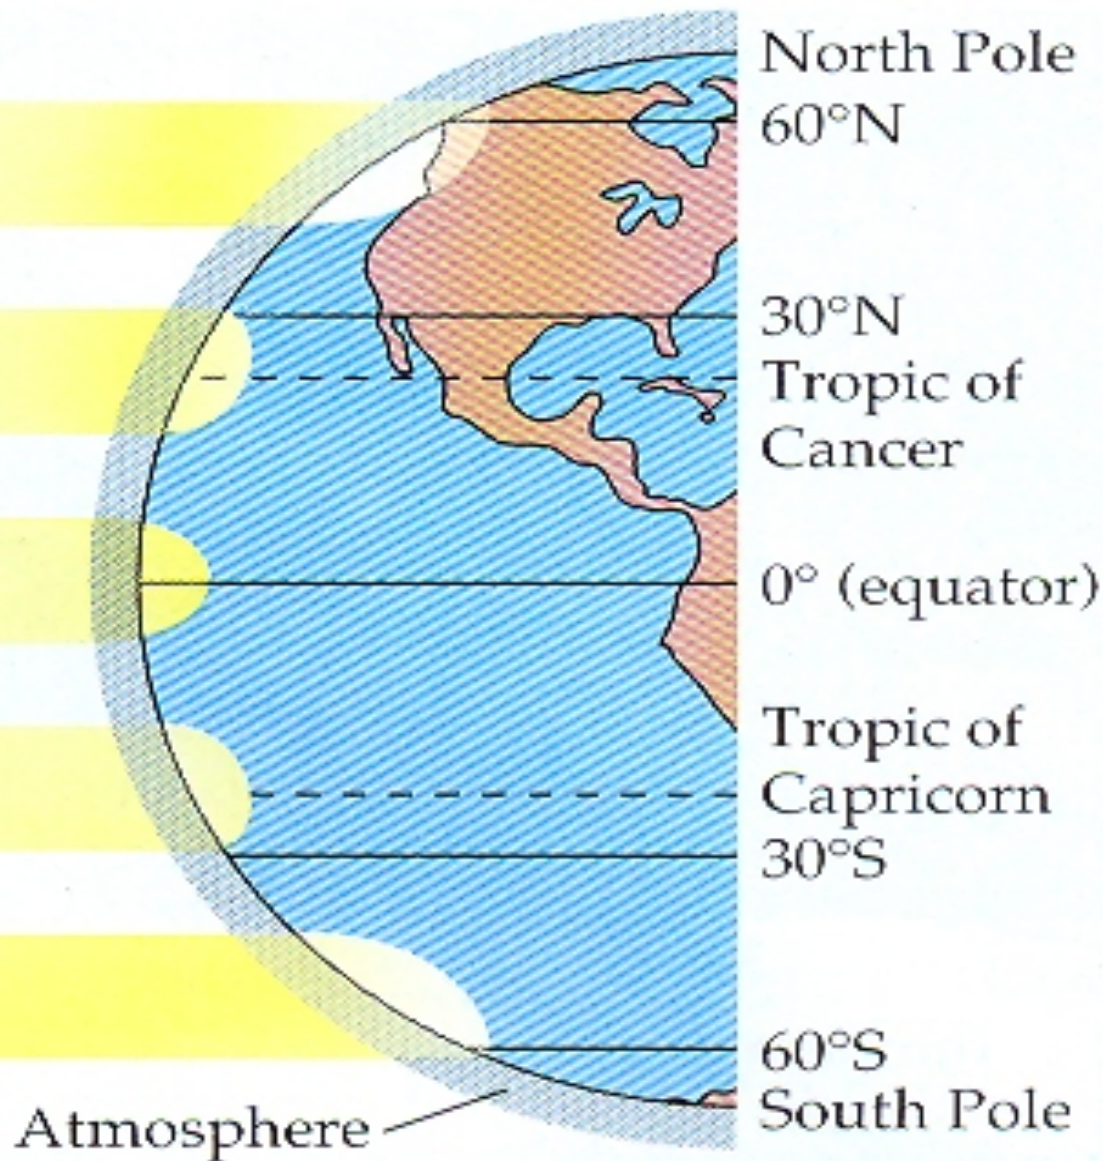 North Pole
60°N
30°N
Tropic of
Cancer
0° (equator)
Tropic of
Capricorn
30°S
60°S
South Pole
Atmosphere